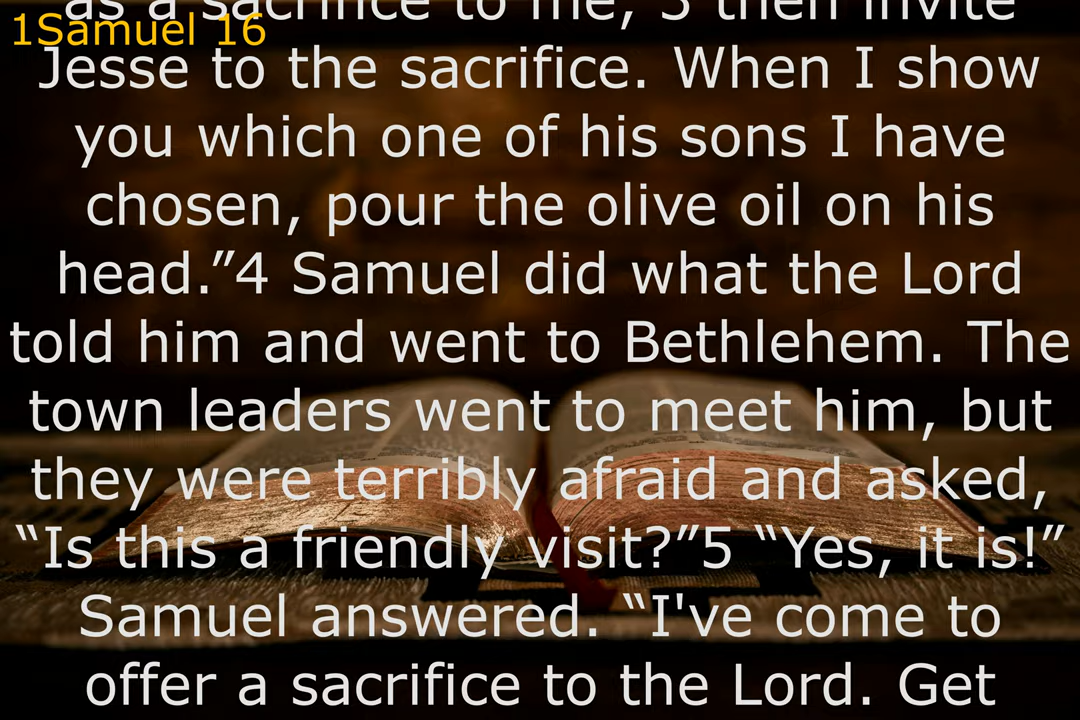 as a sacrifice to me, 3 then invite
1Samuel 16
Jesse to the sacrifice. When I show
you which one of his sons I have
chosen, pour the olive oil on his
head.”4 Samuel did what the Lord
told him and went to Bethlehem. The
town leaders went to meet him, but
they were terribly afraid and asked,
“Is this a friendly visit?”5 “Yes, it is!”
Samuel answered. “I've come to
offer a sacrifice to the Lord. Get